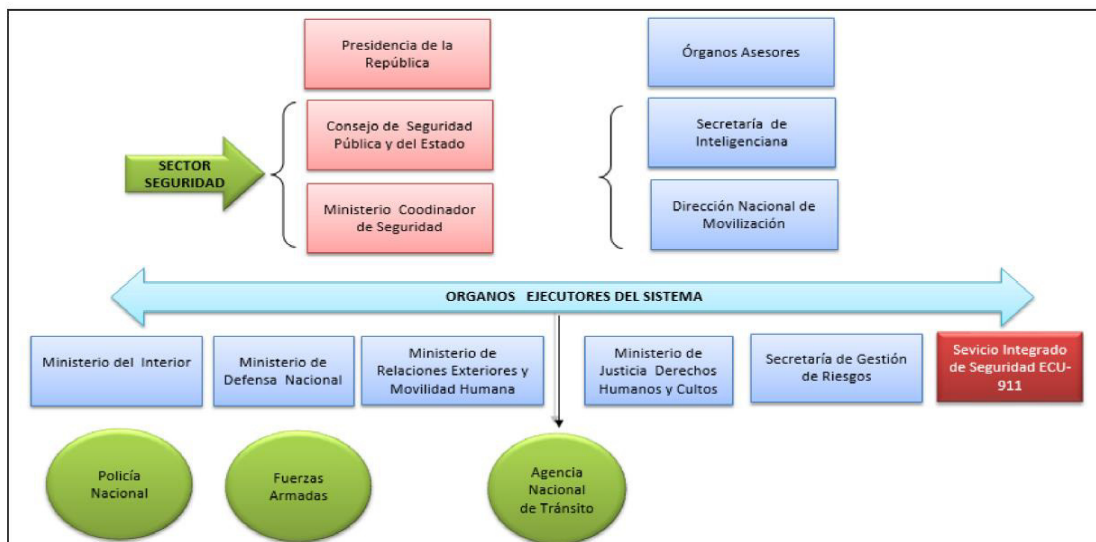 Presidencia de la
República
Órganos Asesores
Consejo de Seguridad
Pública y del Estado
Secretaría de
Inteligenciana
SECTOR
SEGURIDAD
Ministerio Coodinador
de Seguridad
Dirección Nacional de
Movilización
ORGANOS EJECUTORES DEL SISTEMA
Ministerio del Interior
Ministerio de
Defensa Nacional
Ministerio de
Relaciones Exteriores y
Movilidad Humana
Ministerio de
Justicia Derechos
Humanos y Cultos
Secretaría de Gestión
de Riesgos
Sevicio Integrado
de Seguridad ECU-
911
Policía
Nacional
Fuerzas
Armadas
Agencia
Nacional
de Tránsito